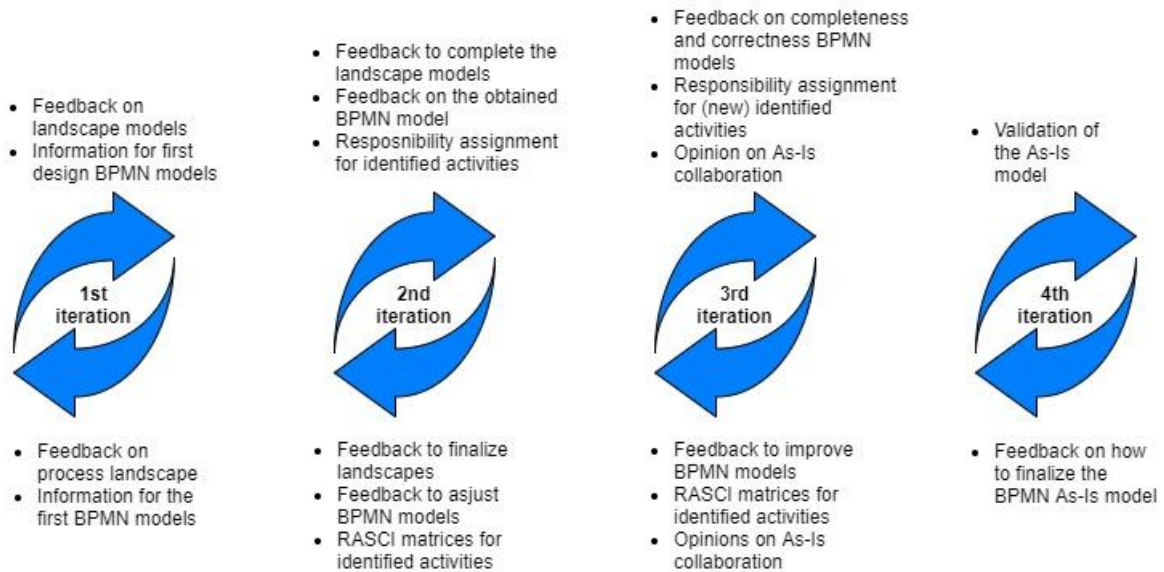 • Feedback on
landscape models
• Information for first
design BPMN models
1st
iteration
• Feedback on
process landscape
• Information for the
first BPMN models
• Feedback to complete the
landscape models
• Feedback on the obtained
BPMN model
• Resposnibility assignment
for identified activities
2nd
iteration
• Feedback to finalize
landscapes
• Feedback to asjust
BPMN models
• RASCI matrices for
identified activities
• Feedback on completeness
and correctness BPMN
models
• Responsibility assignment
for (new) identified
activities
• Opinion on As-Is
collaboration
3rd
iteration
• Feedback to improve
BPMN models
• RASCI matrices for
identified activities
• Opinions on As-Is
collaboration
• Validation of
the As-Is
model
4th
iteration
• Feedback on how
to finalize the
BPMN As-Is model